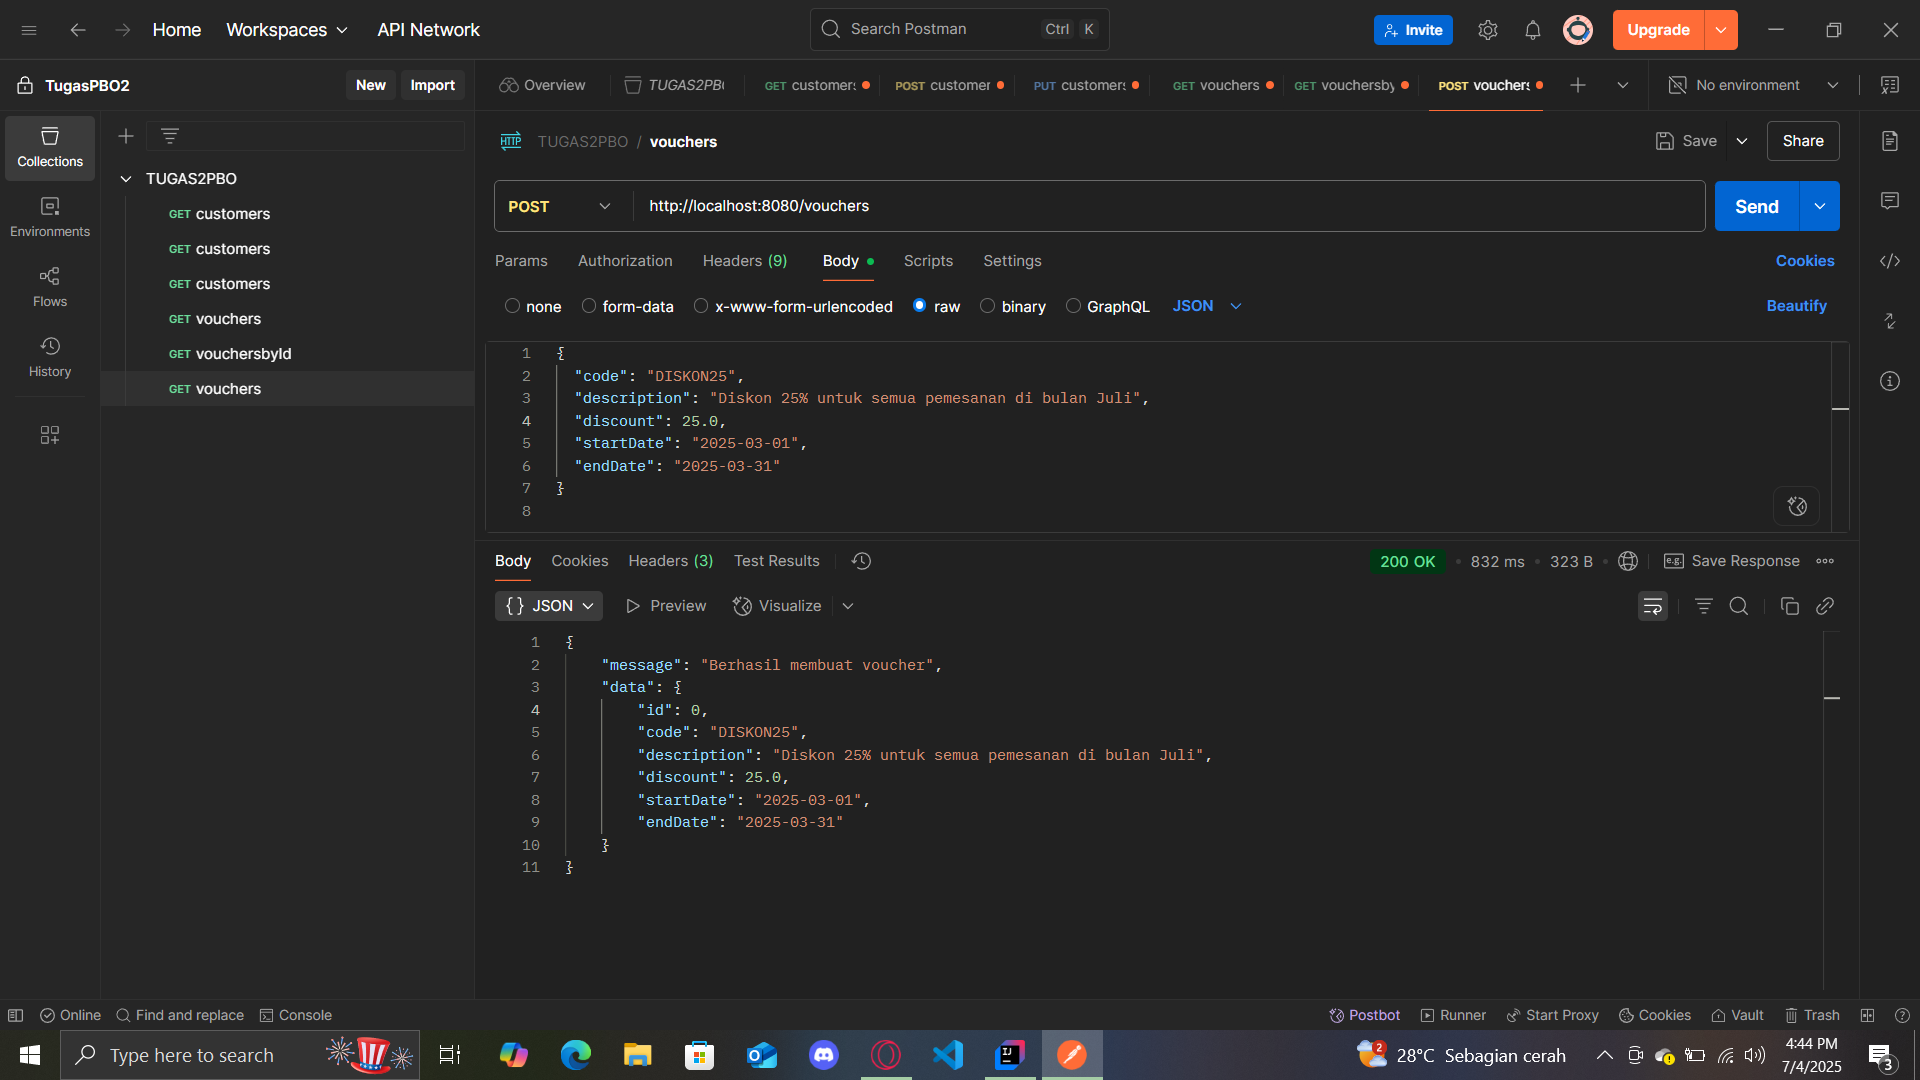 Home Workspaces API Network Search Postman Ctrl K Invite Upgrade
TugasPBO2 New Import Overview TUGAS2PB GET customers POST customer PUT customers GET vouchers GET vouchersby POST vouchers No environment
Collections
Environments
Flows
History
TUGAS2PBO
GET customers
GET customers
GET customers
GET vouchers
GET vouchersbyId
GET vouchers
HTTP TUGAS2PBO / vouchers Save Share
POST http://localhost:8080/vouchers Send
Params Authorization Headers (9) Body Scripts Settings Cookies
none form-data x-www-form-urlencoded raw binary GraphQL JSON Beautify
1 {
2 "code": "DISKON25",
3 "description": "Diskon 25% untuk semua pemesanan di bulan Juli",
4 "discount": 25.0,
5 "startDate": "2025-03-01",
6 "endDate": "2025-03-31"
7 }
8
Body Cookies Headers (3) Test Results 200 OK • 832 ms • 323 B e.g. Save Response
{} JSON Preview Visualize
1 {
2 "message": "Berhasil membuat voucher",
3 "data": {
4 "id": 0,
5 "code": "DISKON25",
6 "description": "Diskon 25% untuk semua pemesanan di bulan Juli",
7 "discount": 25.0,
8 "startDate": "2025-03-01",
9 "endDate": "2025-03-31"
10 }
11 }
Online Find and replace Console Postbot Runner Start Proxy Cookies Vault Trash
Type here to search 2 28°C Sebagian cerah 4:44 PM
7/4/2025 3